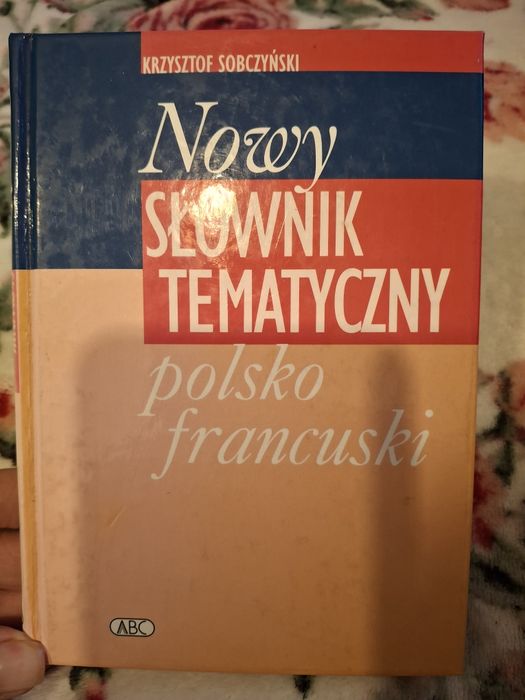 KRZYSZTOF SOBCZYŃSKI
Nowy
SŁOWNIK
TEMATYCZNY
polsko
francuski
ABC